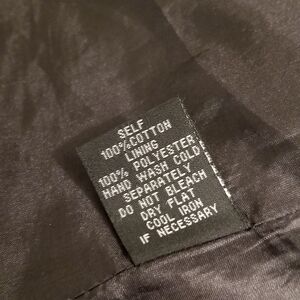 SELF
100%COTTON
LINING
100% POLYESTER
HAND WASH COLD
SEPARATELY
DO NOT BLEACH
DRY FLAT
COOL IRON
IF NECESSARY